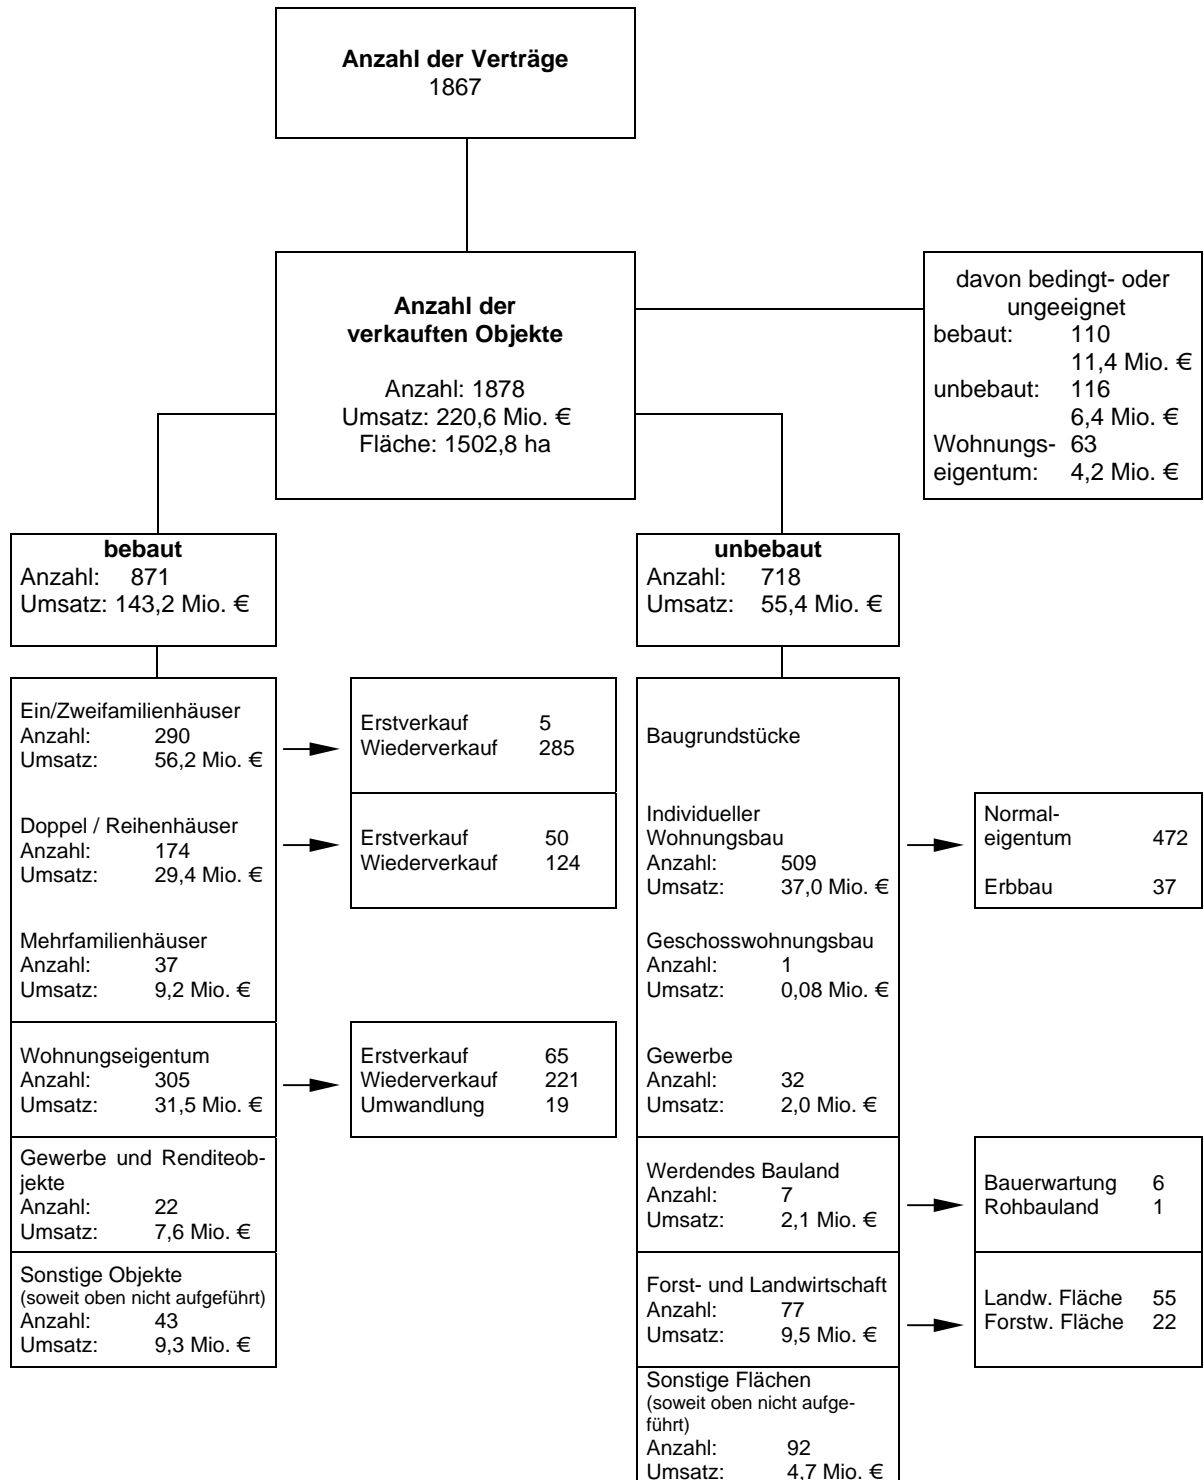 Anzahl der Verträge
1867
Anzahl der
verkauften Objekte
Anzahl: 1878
Umsatz: 220,6 Mio. €
Fläche: 1502,8 ha
davon bedingt- oder
ungeeignet
bebaut: 110
11,4 Mio. €
unbebaut: 116
6,4 Mio. €
Wohnungs- 63
eigentum: 4,2 Mio. €
bebaut
Anzahl: 871
Umsatz: 143,2 Mio. €
unbebaut
Anzahl: 718
Umsatz: 55,4 Mio. €
Ein/Zweifamilienhäuser
Anzahl: 290
Umsatz: 56,2 Mio. €
Erstverkauf 5
Wiederverkauf 285
Doppel / Reihenhäuser
Anzahl: 174
Umsatz: 29,4 Mio. €
Erstverkauf 50
Wiederverkauf 124
Mehrfamilienhäuser
Anzahl: 37
Umsatz: 9,2 Mio. €
Wohnungseigentum
Anzahl: 305
Umsatz: 31,5 Mio. €
Erstverkauf 65
Wiederverkauf 221
Umwandlung 19
Gewerbe und Renditeob-
jekte
Anzahl: 22
Umsatz: 7,6 Mio. €
Sonstige Objekte
(soweit oben nicht aufgeführt)
Anzahl: 43
Umsatz: 9,3 Mio. €
Baugrundstücke
Individueller
Wohnungsbau
Anzahl: 509
Umsatz: 37,0 Mio. €
Normal-
eigentum 472
Erbbau 37
Geschosswohnungsbau
Anzahl: 1
Umsatz: 0,08 Mio. €
Gewerbe
Anzahl: 32
Umsatz: 2,0 Mio. €
Werdendes Bauland
Anzahl: 7
Umsatz: 2,1 Mio. €
Bauerwartung 6
Rohbauland 1
Forst- und Landwirtschaft
Anzahl: 77
Umsatz: 9,5 Mio. €
Landw. Fläche 55
Forstw. Fläche 22
Sonstige Flächen
(soweit oben nicht aufge-
führt)
Anzahl: 92
Umsatz: 4,7 Mio. €